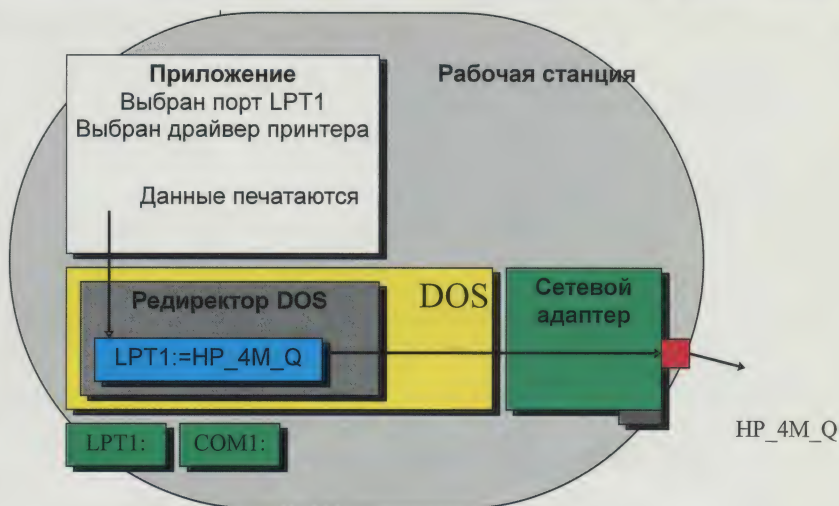 Приложение
Выбран порт LPT1
Выбран драйвер принтера
Данные печатаются
Рабочая станция
Редиректор DOS
DOS
LPT1:=HP_4M_Q
Сетевой
адаптер
LPT1:
COM1:
HP_4M_Q